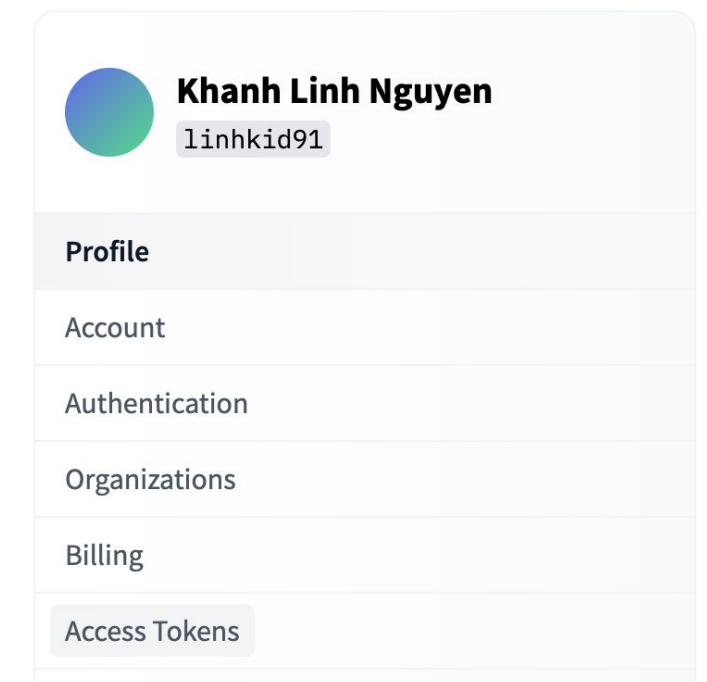 Khanh Linh Nguyen
linhkid91
Profile
Account
Authentication
Organizations
Billing
Access Tokens